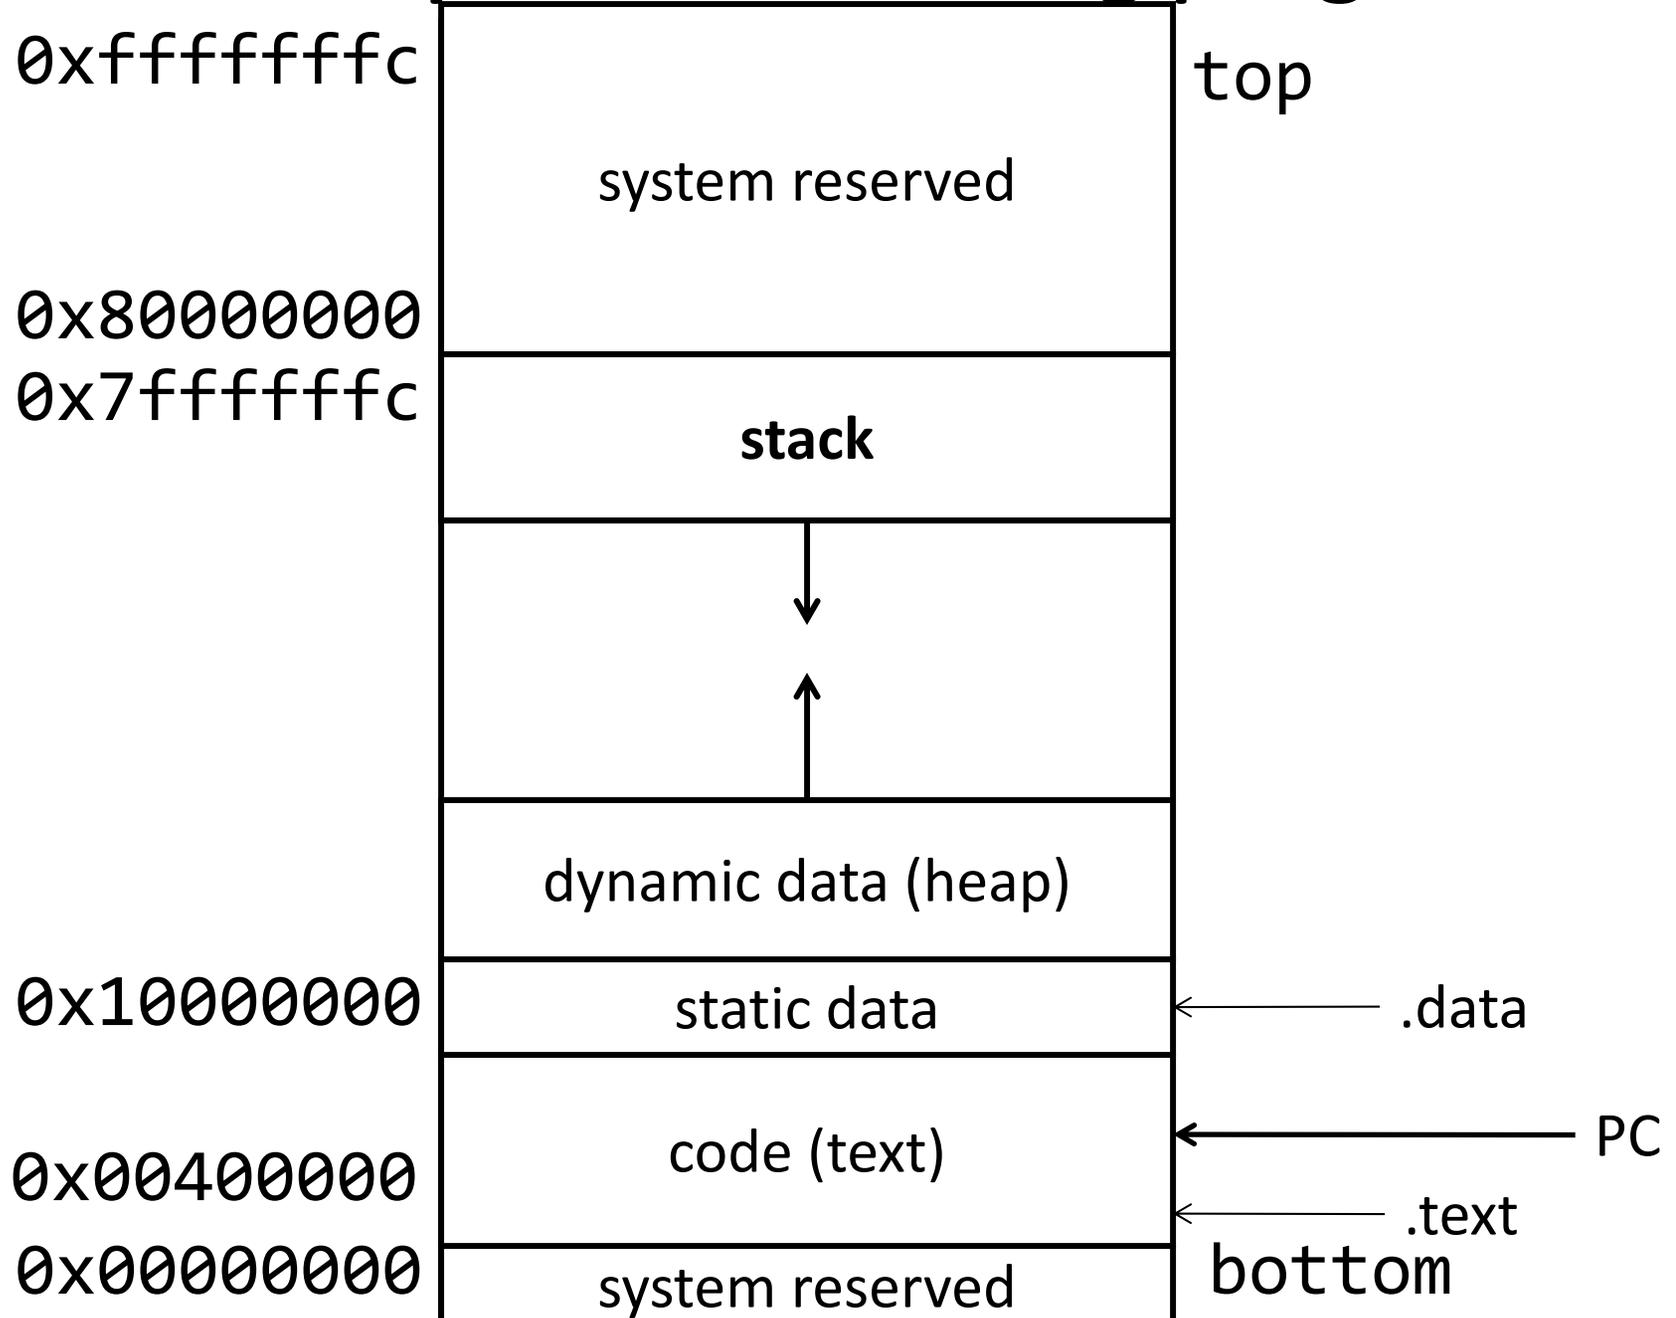 0xfffffffc
top
system reserved
0x80000000
0x7ffffffc
stack
dynamic data (heap)
0x10000000
static data
.data
code (text)
PC
0x00400000
.text
0x00000000
bottom
system reserved